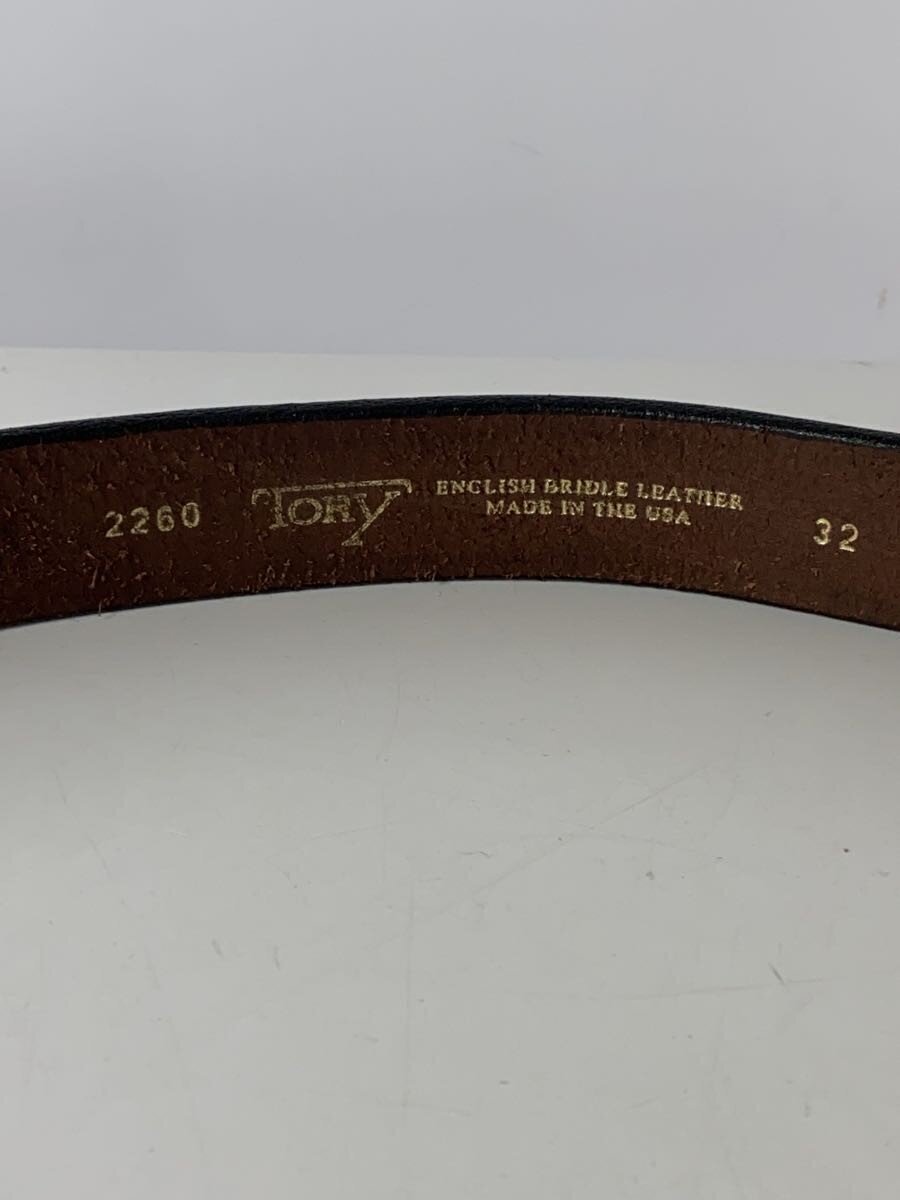 2260
TORY
ENGLISH BRIDLE LEATHER
MADE IN THE USA
32